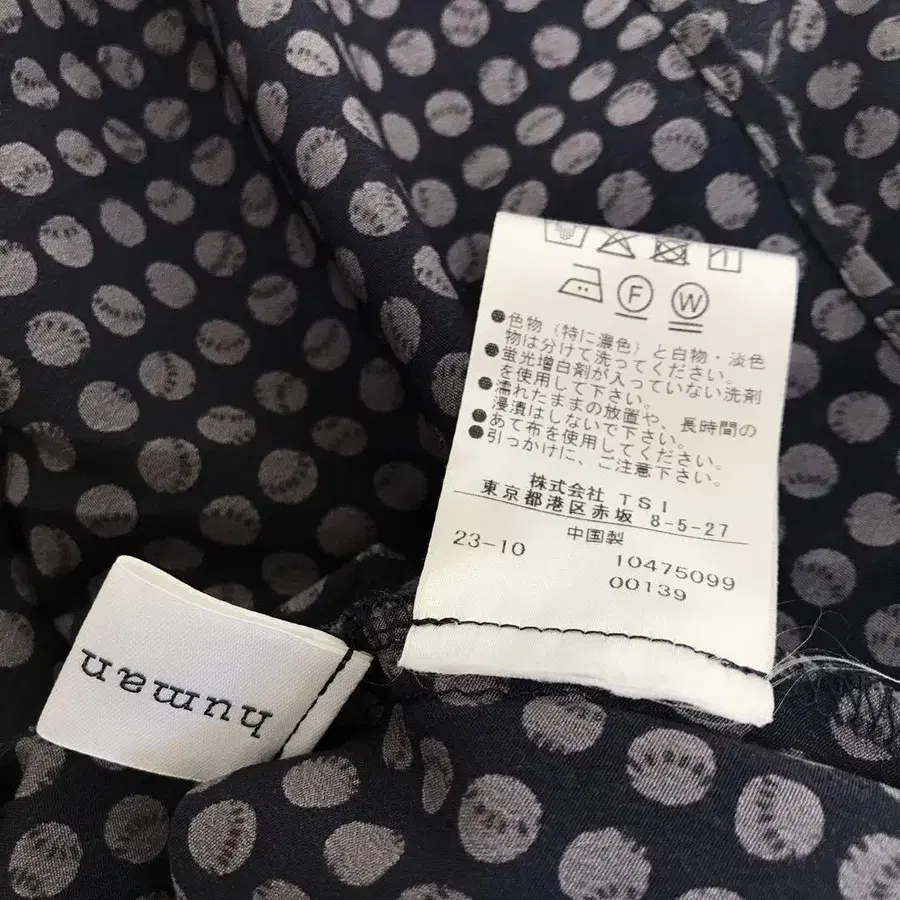 F W
●色物（特に濃色）と白物・淡色
物は分けて洗ってください。
●蛍光増白剤が入っていない洗剤
を使用して下さい。
●濡れたままの放置や、長時間の
浸漬はしないで下さい。
●あて布を使用してください。
●引っかけに、ご注意下さい。
株式会社 TSI
東京都港区赤坂 8-5-27
中国製
23-10
10475099
00139
human